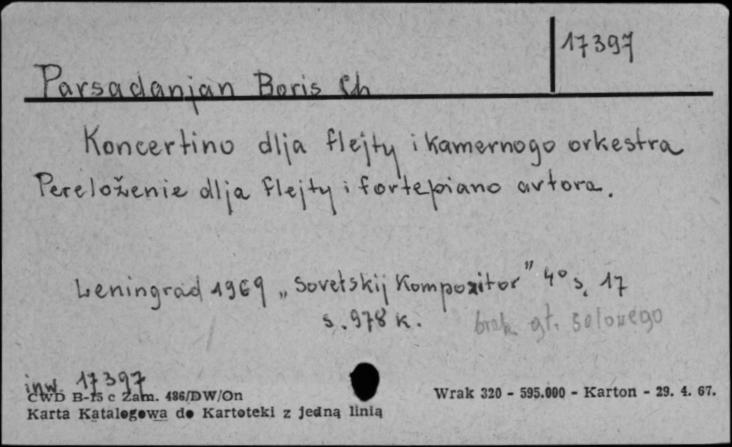 17397
Parsadanjan Boris Ch
Koncertino dlja flejty i kamernogo orkestra
Pereloženie dlja flejty i fortepiano avtora.
Leningrad 1969 „Sovetskij Kompozitor" 4° s. 17
s. 978 k.
brak gł. solowego
inw. 17397
CWD B-15 c Zam. 486/DW/On
Wrak 320 - 595.000 - Karton - 29. 4. 67.
Karta Katalogowa do Kartoteki z jedną linią